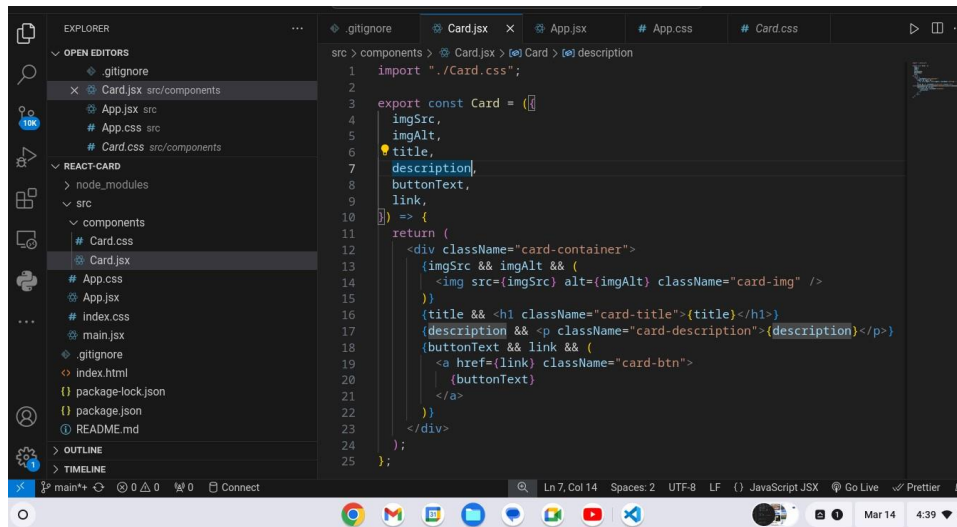 EXPLORER
OPEN EDITORS
.gitignore
Card.jsx src/components
App.jsx src
App.css src
Card.css src/components
REACT-CARD
node_modules
src
components
Card.css
Card.jsx
App.css
App.jsx
index.css
main.jsx
.gitignore
index.html
package-lock.json
package.json
README.md
OUTLINE
TIMELINE
10K
1
.gitignore Card.jsx App.jsx App.css Card.css
src > components > Card.jsx > Card > description
1 import "./Card.css";
2
3 export const Card = ({
4 imgSrc,
5 imgAlt,
6 title,
7 description,
8 buttonText,
9 link,
10 }) => {
11 return (
12 <div className="card-container">
13 {imgSrc && imgAlt && (
14 <img src={imgSrc} alt={imgAlt} className="card-img" />
15 )}
16 {title && <h1 className="card-title">{title}</h1>}
17 {description && <p className="card-description">{description}</p>}
18 {buttonText && link && (
19 <a href={link} className="card-btn">
20 {buttonText}
21 </a>
22 )}
23 </div>
24 );
25 };
main*+ 0 0 0 Connect Ln 7, Col 14 Spaces: 2 UTF-8 LF {} JavaScript JSX Go Live Prettier
31 Mar 14 4:39